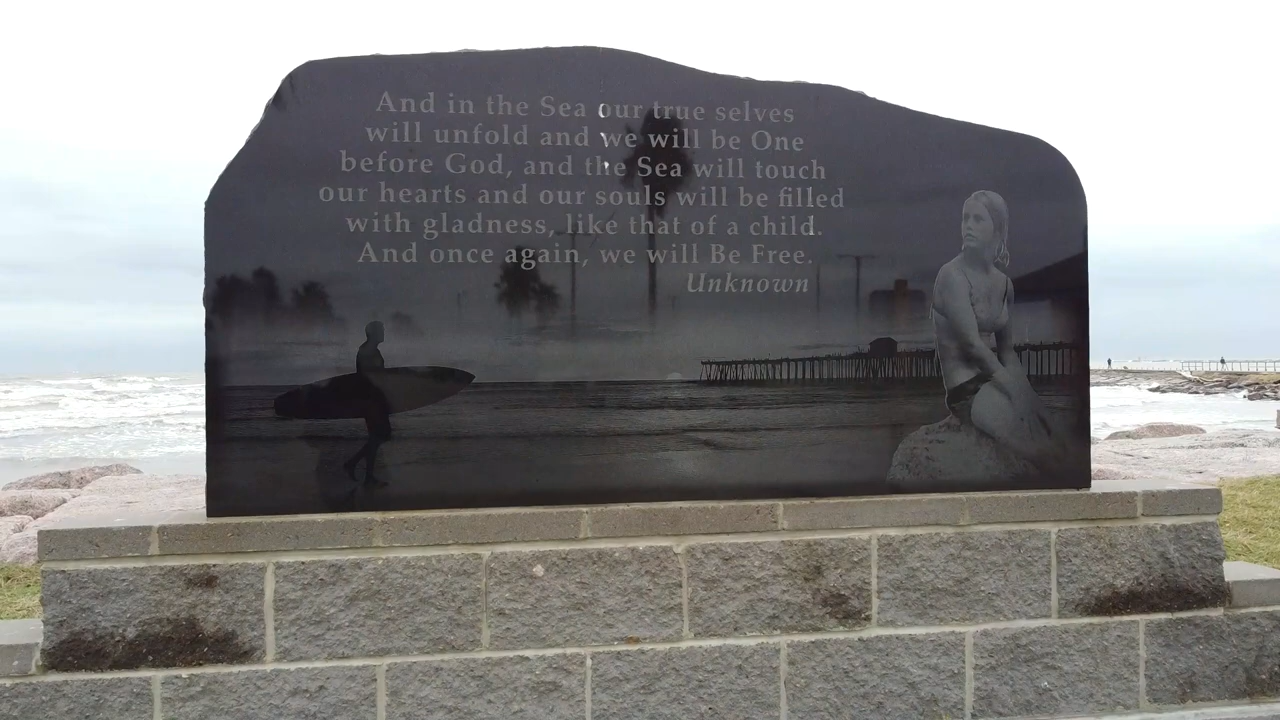 And in the Sea our true selves
will unfold and we will be One
before God, and the Sea will touch
our hearts and our souls will be filled
with gladness, like that of a child.
And once again, we will Be Free.
Unknown